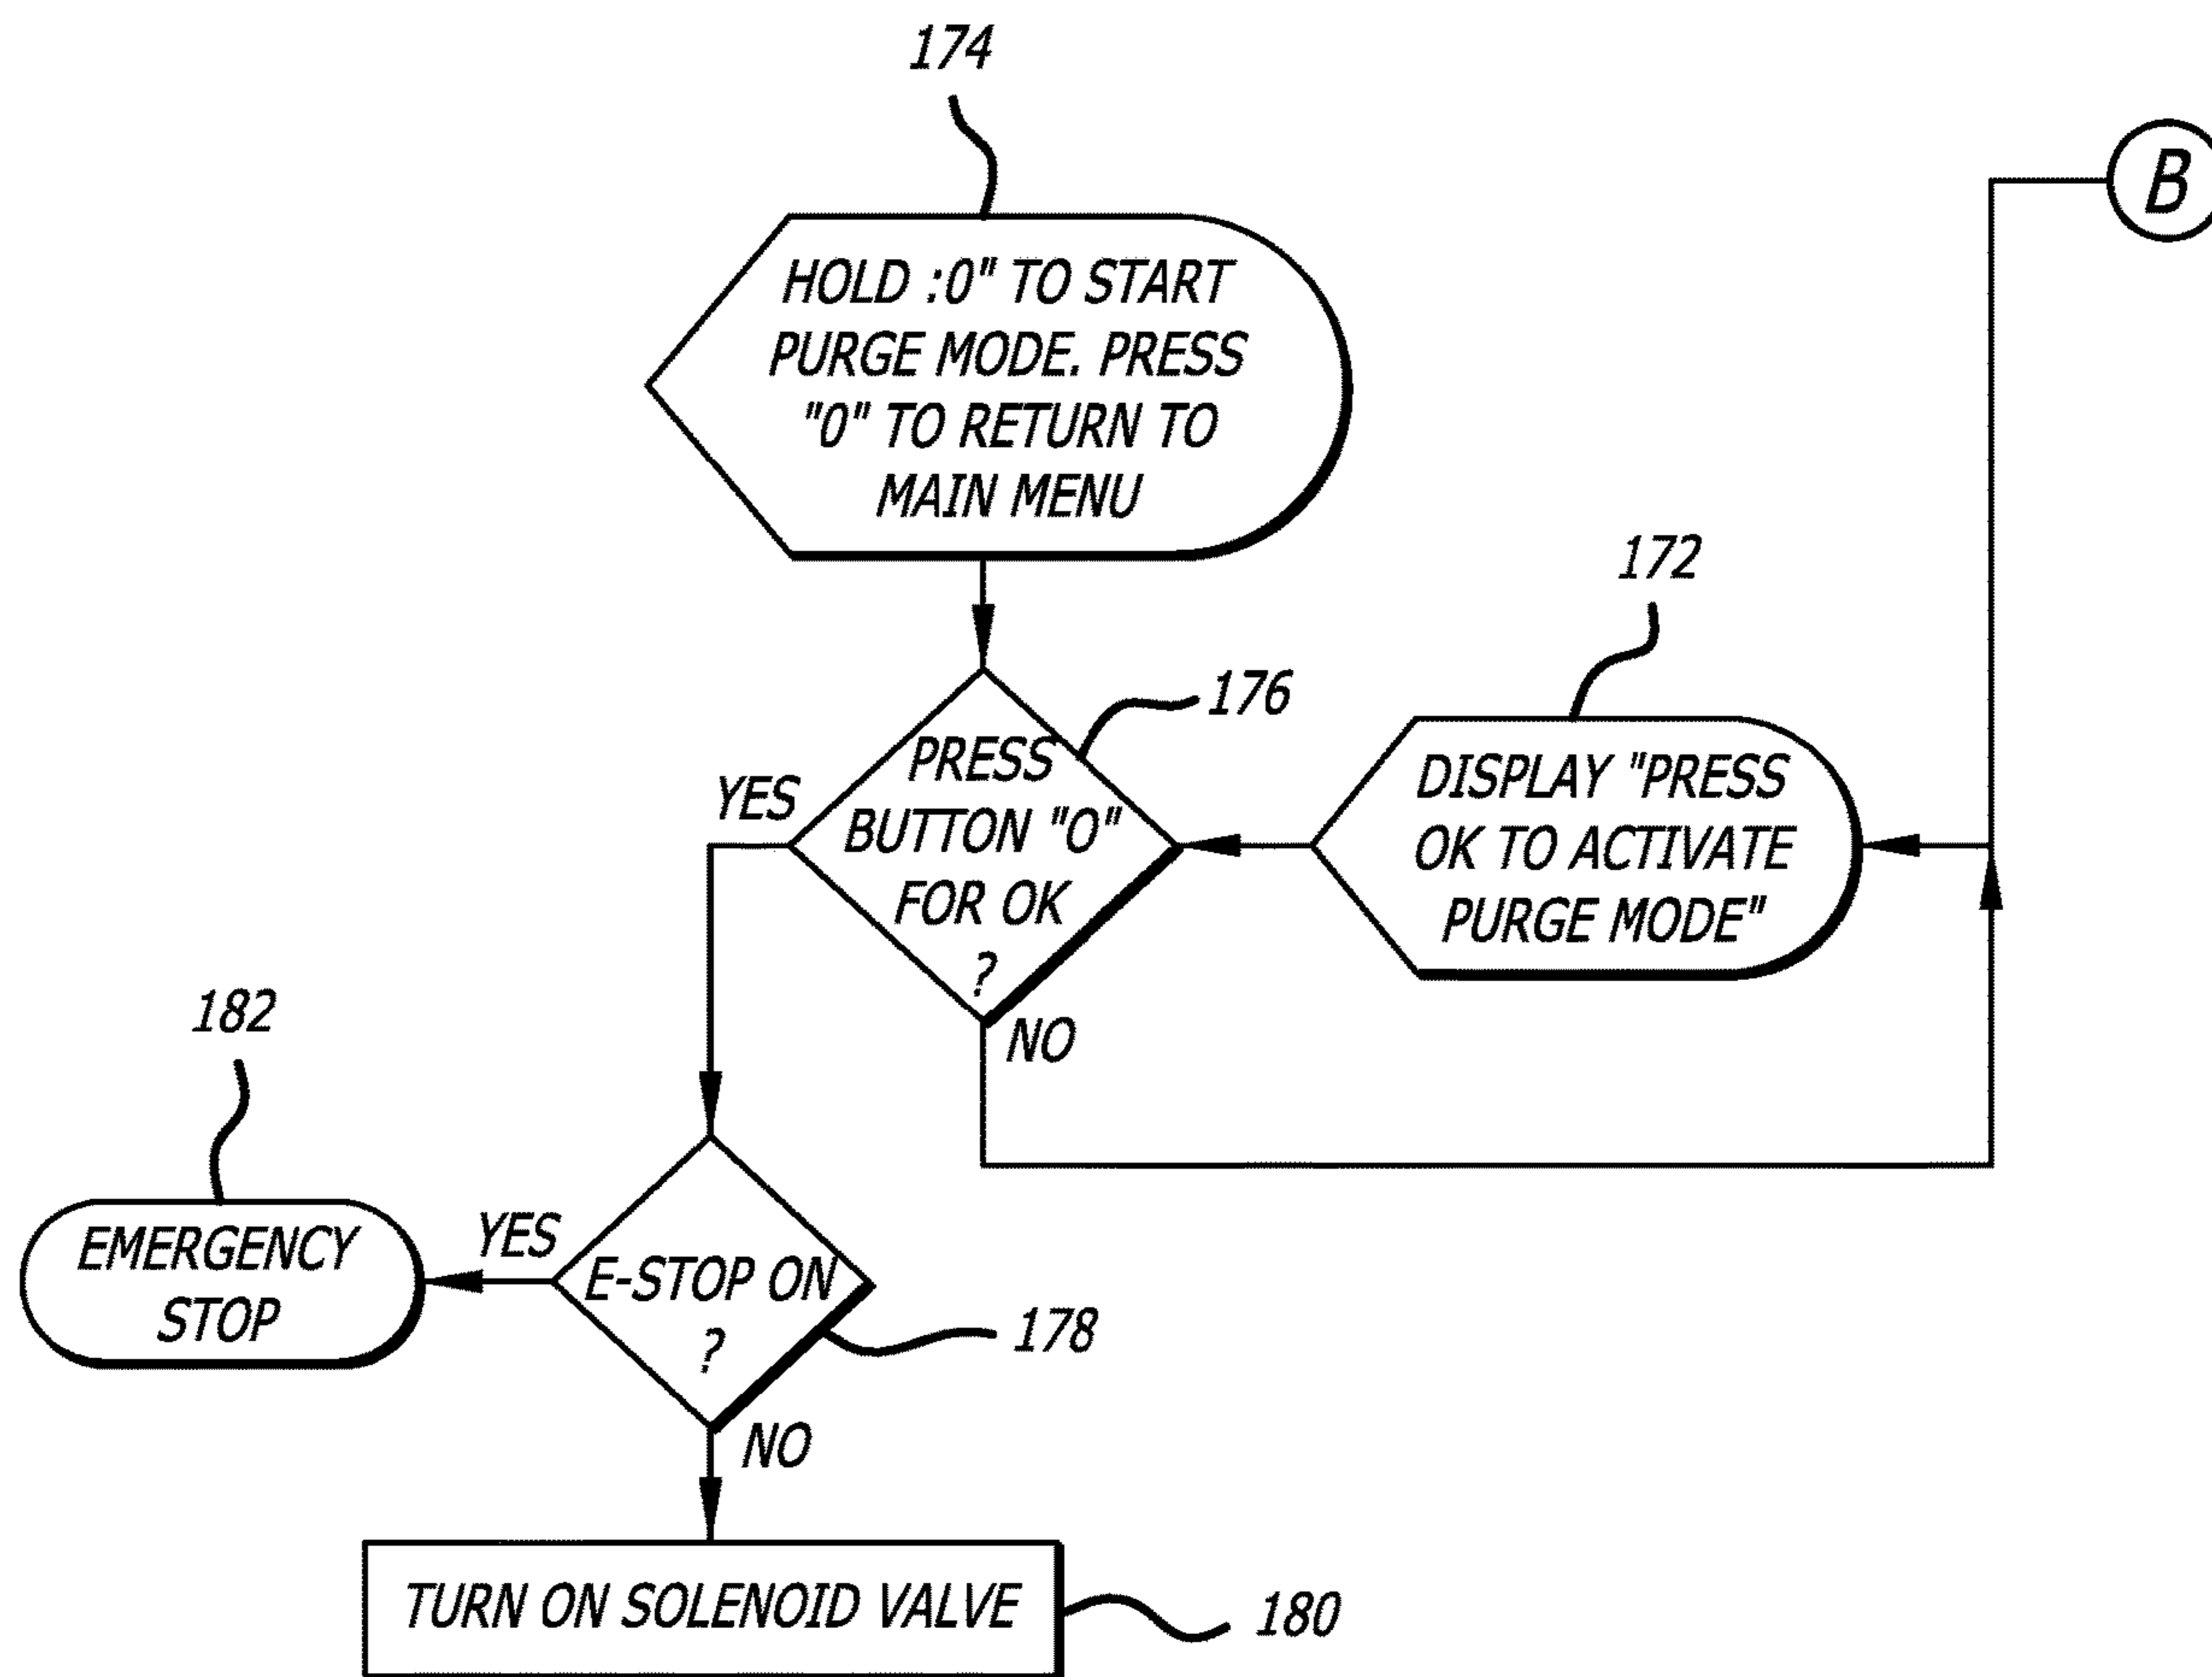 174
B
HOLD :0" TO START
PURGE MODE. PRESS
"0" TO RETURN TO
MAIN MENU
172
176
PRESS
BUTTON "O"
FOR OK
?
YES
NO
DISPLAY "PRESS
OK TO ACTIVATE
PURGE MODE"
182
EMERGENCY
STOP
YES
E-STOP ON
?
178
NO
TURN ON SOLENOID VALVE
180